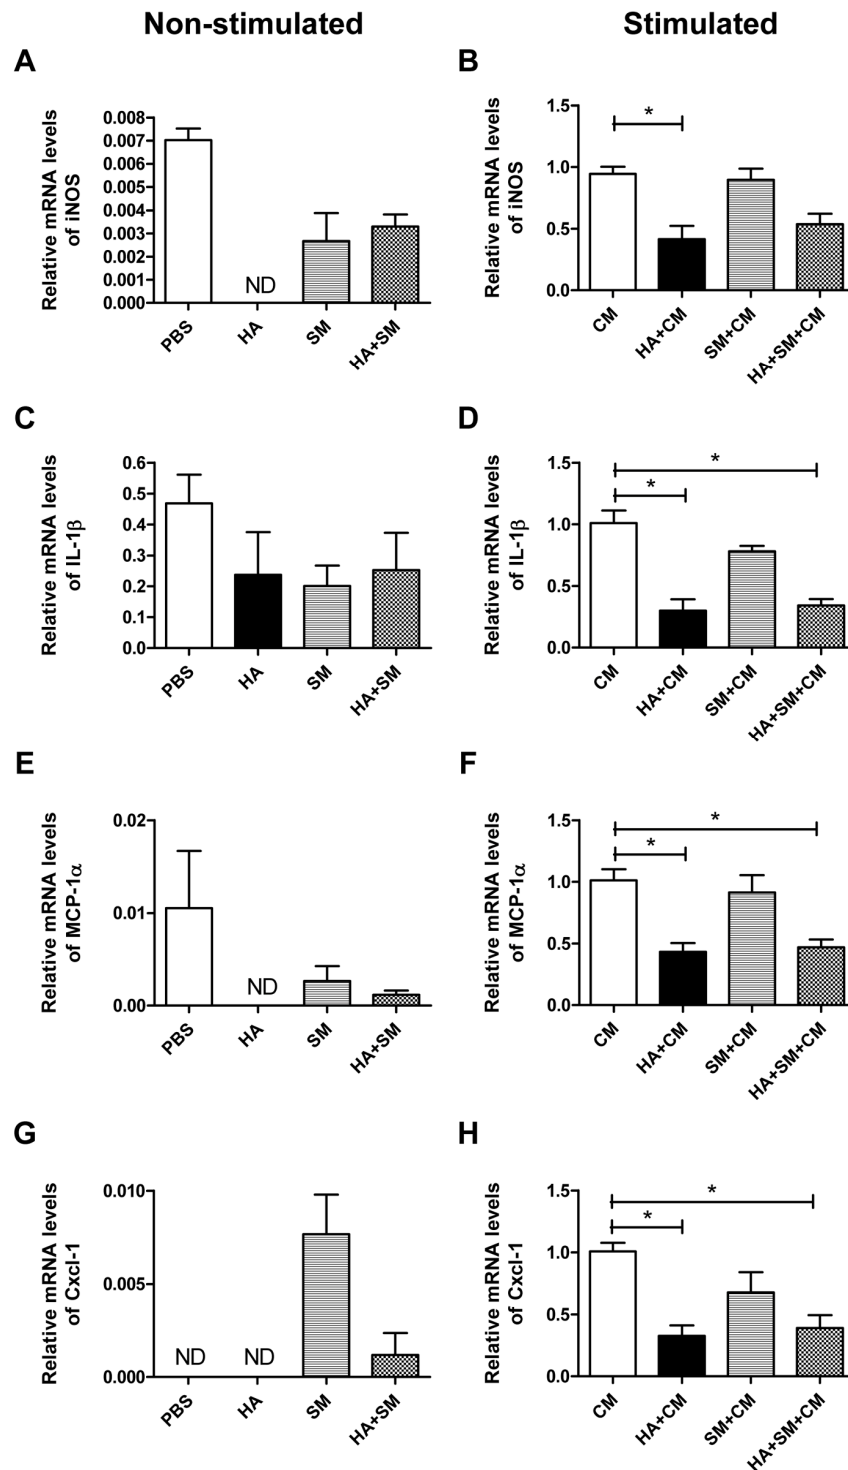 Non-stimulated
Stimulated
A
Relative mRNA levels
of iNOS
0.008
0.007
0.006
0.005
0.004
0.003
0.002
0.001
0.000
ND
PBS
HA
SM
HA+SM
B
Relative mRNA levels
of iNOS
1.5
1.0
0.5
0.0
*
CM
HA+CM
SM+CM
HA+SM+CM
C
Relative mRNA levels
of IL-1β
0.6
0.5
0.4
0.3
0.2
0.1
0.0
PBS
HA
SM
HA+SM
D
Relative mRNA levels
of IL-1β
1.5
1.0
0.5
0.0
*
*
CM
HA+CM
SM+CM
HA+SM+CM
E
Relative mRNA levels
of MCP-1α
0.02
0.01
0.00
ND
PBS
HA
SM
HA+SM
F
Relative mRNA levels
of MCP-1α
1.5
1.0
0.5
0.0
*
*
CM
HA+CM
SM+CM
HA+SM+CM
G
Relative mRNA levels
of Cxcl-1
0.010
0.005
0.000
ND
ND
PBS
HA
SM
HA+SM
H
Relative mRNA levels
of Cxcl-1
1.5
1.0
0.5
0.0
*
*
CM
HA+CM
SM+CM
HA+SM+CM